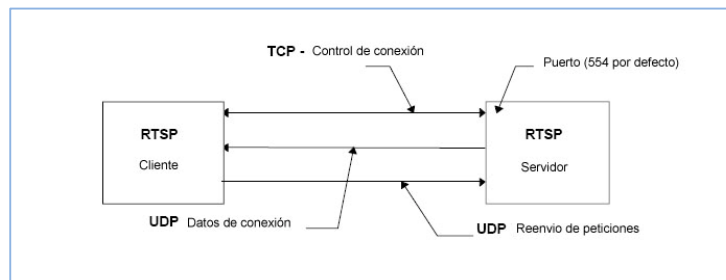 TCP - Control de conexión
Puerto (554 por defecto)
RTSP
Cliente
RTSP
Servidor
UDP Datos de conexión
UDP Reenvio de peticiones